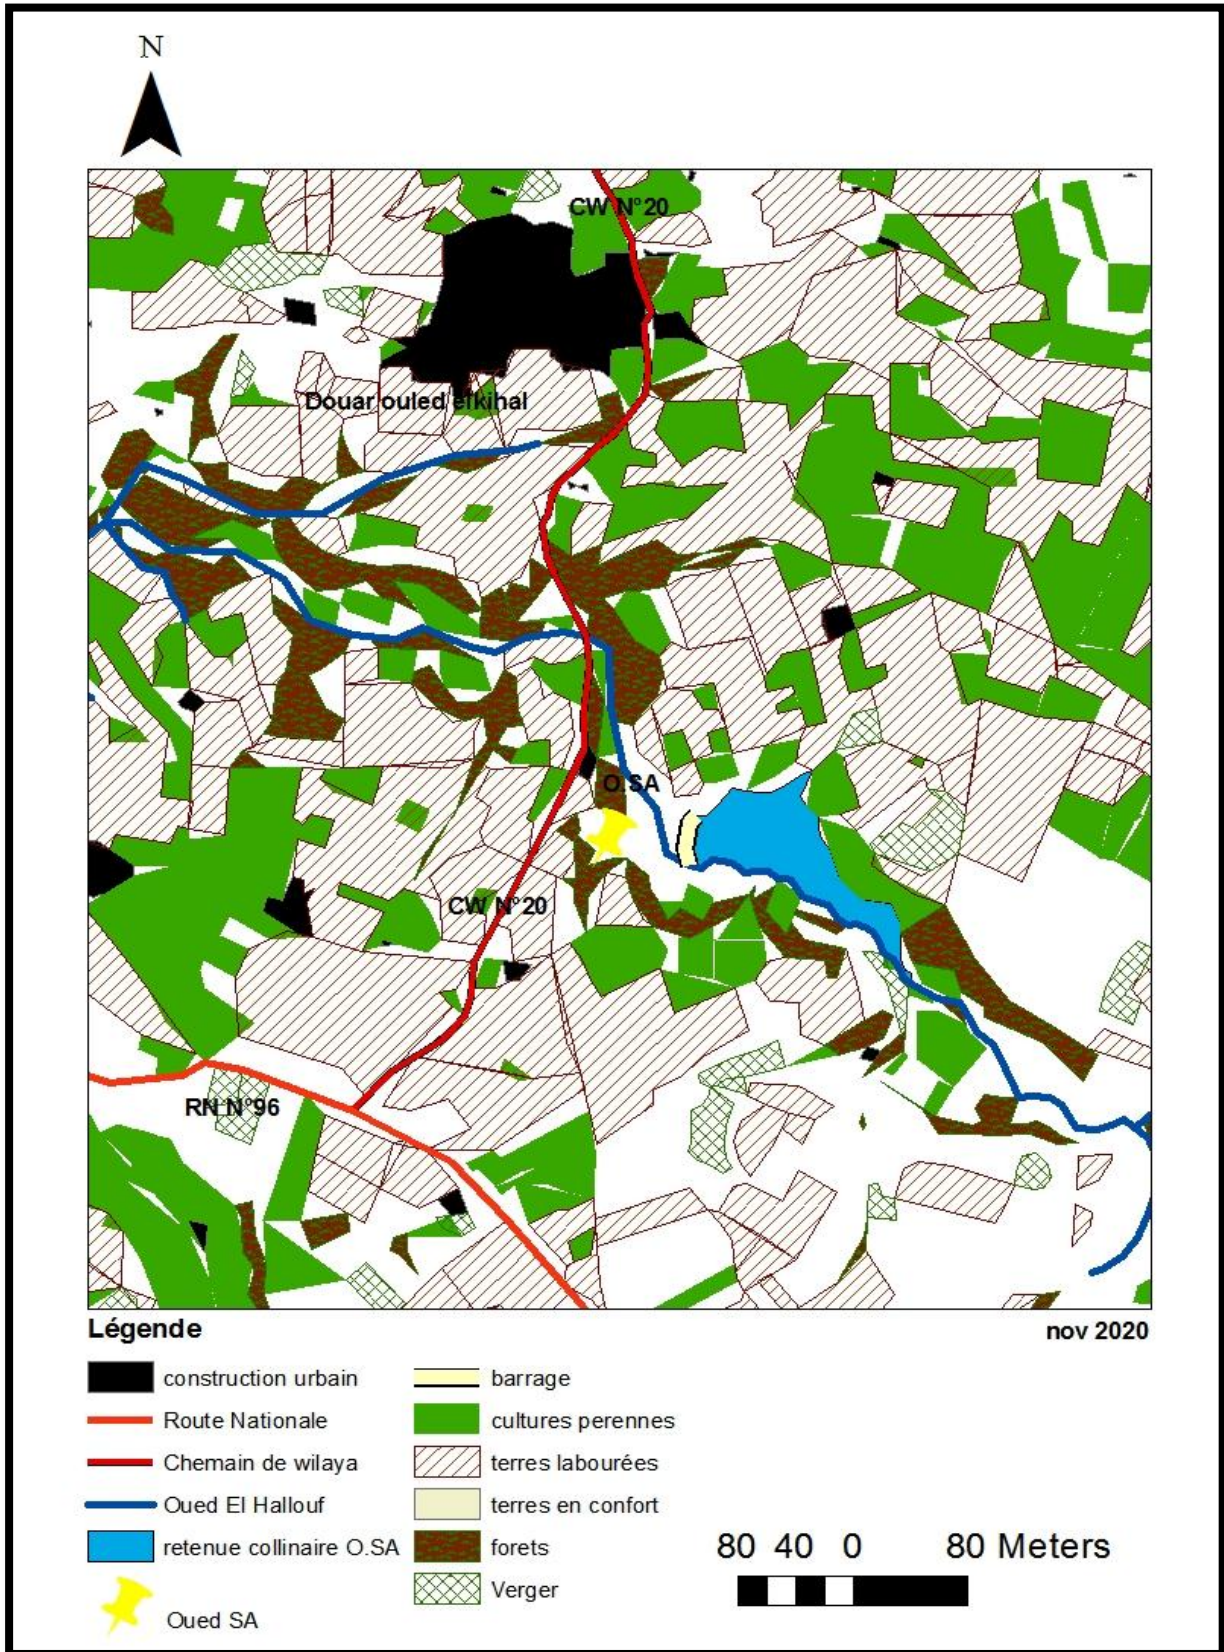 N
CW N°20
Douar ouled elkihal
O.SA
CW N°20
RN N°96
Légende
nov 2020
construction urbain
Route Nationale
Chemain de wilaya
Oued El Hallouf
retenue collinaire O.SA
Oued SA
barrage
cultures perennes
terres labourées
terres en confort
forets
Verger
80 40 0 80 Meters